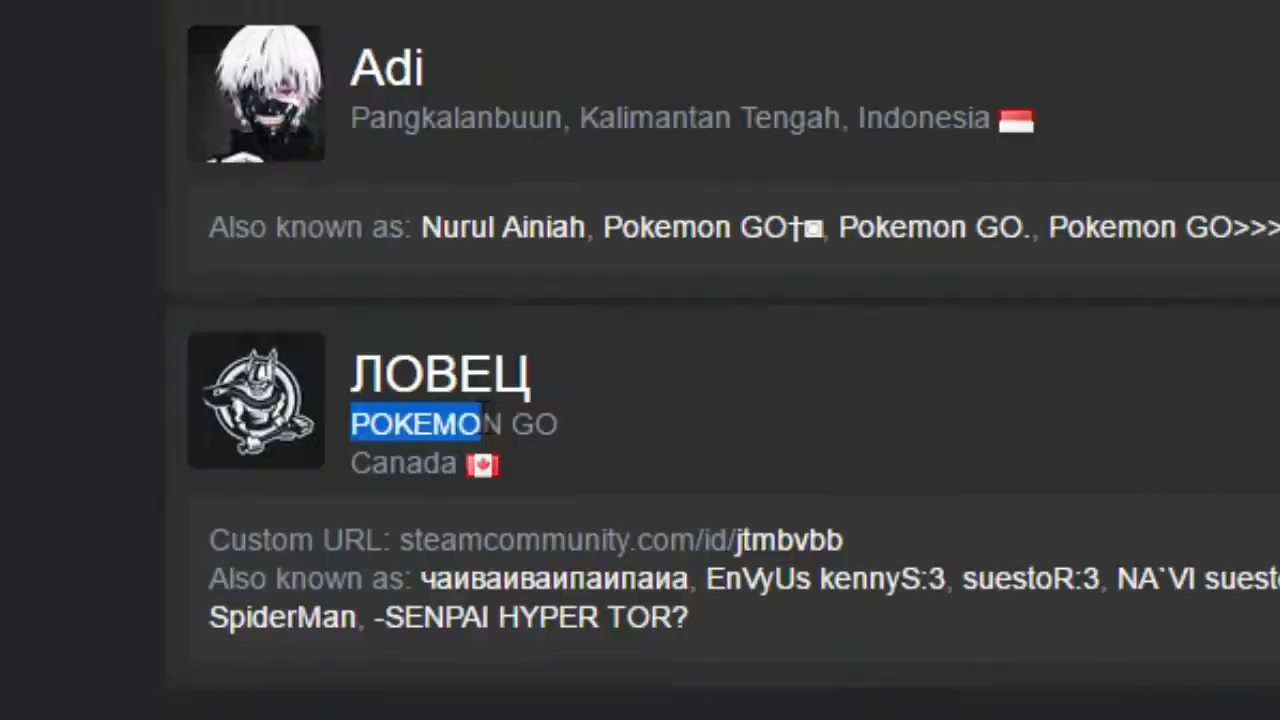 Adi
Pangkalanbuun, Kalimantan Tengah, Indonesia
Also known as: Nurul Ainiah, Pokemon GO†◙, Pokemon GO., Pokemon GO>>>
ЛОВЕЦ
POKEMON GO
Canada
Custom URL: steamcommunity.com/id/jtmbvbb
Also known as: чаиваиваипаипаиа, EnVyUs kennyS:3, suestoR:3, NA`VI suesto
SpiderMan, -SENPAI HYPER TOR?